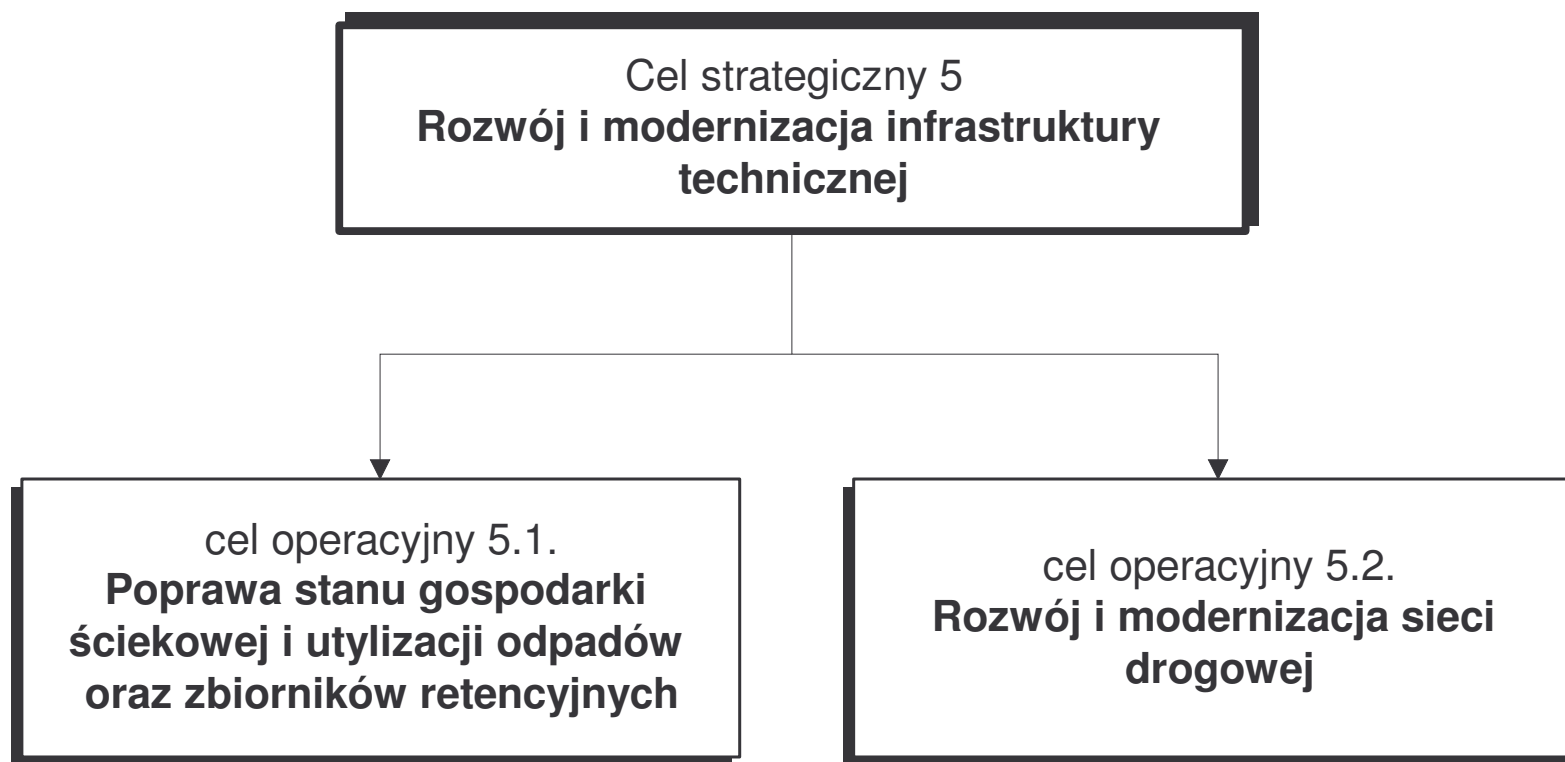 Cel strategiczny 5
Rozwój i modernizacja infrastruktury
technicznej
cel operacyjny 5.1.
Poprawa stanu gospodarki
ściekowej i utylizacji odpadów
oraz zbiorników retencyjnych
cel operacyjny 5.2.
Rozwój i modernizacja sieci
drogowej